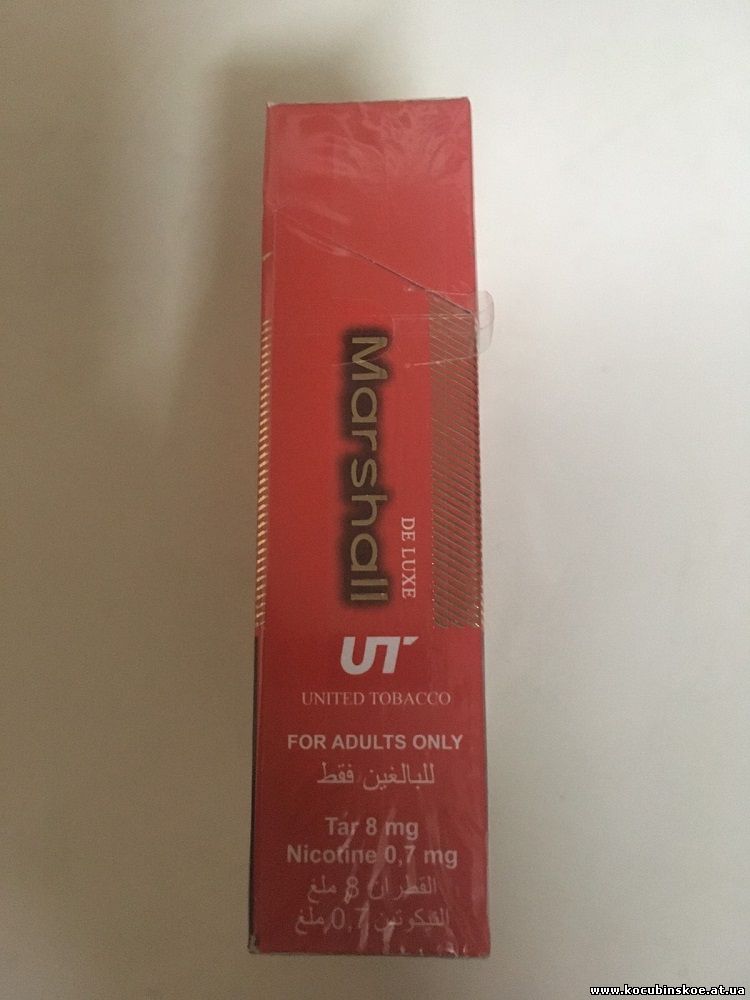 Marshall
DE LUXE
UT
UNITED TOBACCO
FOR ADULTS ONLY
للبالغين فقط
Tar 8 mg
Nicotine 0,7 mg
القطران 8 ملغ
النيكوتين 0,7 ملغ
www.kocubinskoe.at.ua